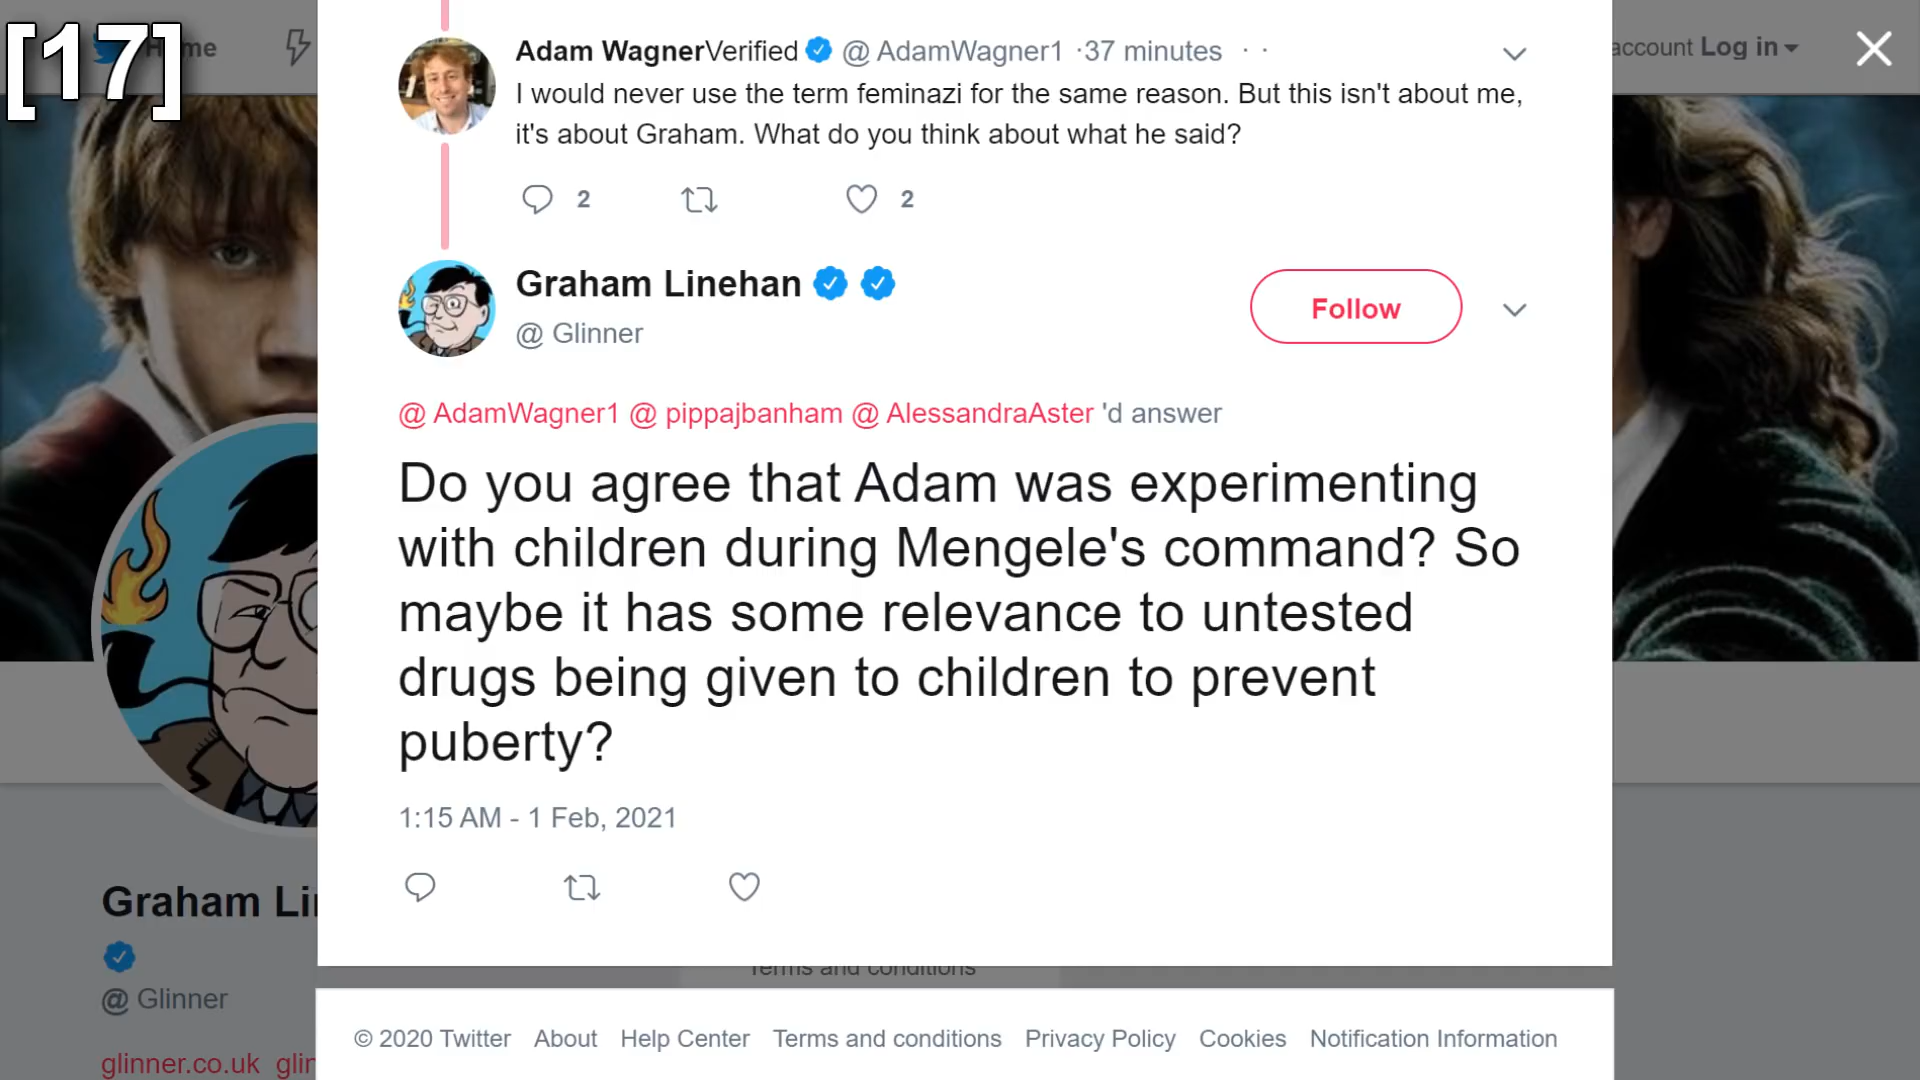 [17]
me
account Log in
Adam WagnerVerified @ AdamWagner1 ·37 minutes · ·
I would never use the term feminazi for the same reason. But this isn't about me,
it's about Graham. What do you think about what he said?
2 2
Graham Linehan
@ Glinner
Follow
@ AdamWagner1 @ pippajbanham @ AlessandraAster 'd answer
Do you agree that Adam was experimenting
with children during Mengele's command? So
maybe it has some relevance to untested
drugs being given to children to prevent
puberty?
1:15 AM - 1 Feb, 2021
Graham Li
@ Glinner
glinner.co.uk glin
Terms and conditions
© 2020 Twitter About Help Center Terms and conditions Privacy Policy Cookies Notification Information